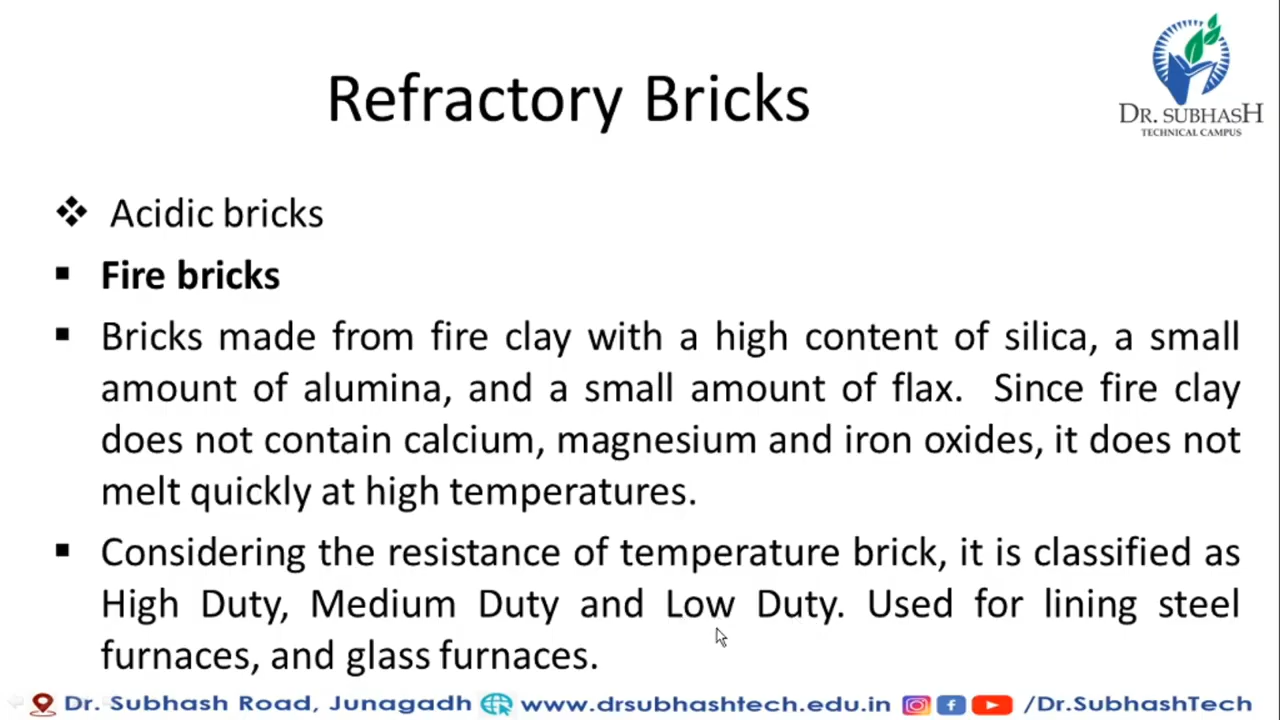 Refractory Bricks
DR. SUBHASH
TECHNICAL CAMPUS
Acidic bricks
Fire bricks
Bricks made from fire clay with a high content of silica, a small
amount of alumina, and a small amount of flax. Since fire clay
does not contain calcium, magnesium and iron oxides, it does not
melt quickly at high temperatures.
Considering the resistance of temperature brick, it is classified as
High Duty, Medium Duty and Low Duty. Used for lining steel
furnaces, and glass furnaces.
Dr. Subhash Road, Junagadh www.drsubhashtech.edu.in /Dr.SubhashTech